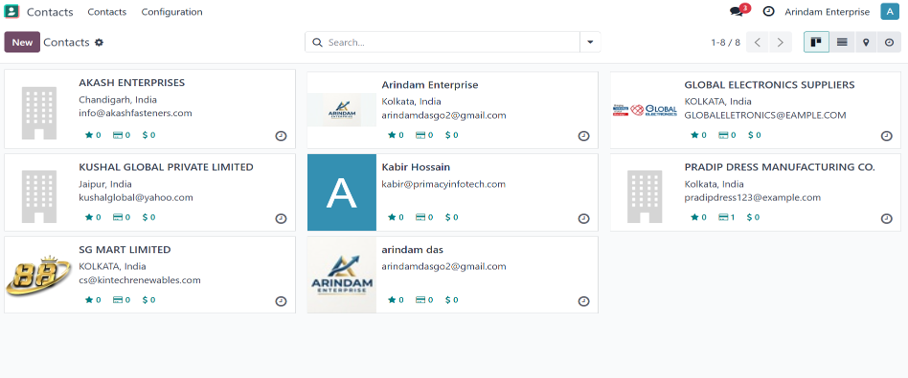 Contacts Contacts Configuration 3 Arindam Enterprise A
New Contacts Search... 1-8 / 8
AKASH ENTERPRISES
Chandigarh, India
info@akashfasteners.com
0 0 $ 0
ARINDAM
ENTERPRISE
Arindam Enterprise
Kolkata, India
arindamdasgo2@gmail.com
0 0 $ 0
GLOBAL
ELECTRONICS
GLOBAL ELECTRONICS SUPPLIERS
KOLKATA, India
GLOBALELETRONICS@EAMPLE.COM
0 0 $ 0
KUSHAL GLOBAL PRIVATE LIMITED
Jaipur, India
kushalglobal@yahoo.com
0 0 $ 0
A
Kabir Hossain
kabir@primacyinfotech.com
0 0 $ 0
PRADIP DRESS MANUFACTURING CO.
Kolkata, India
pradipdress123@example.com
0 1 $ 0
88
SG MART LIMITED
KOLKATA, India
cs@kintechrenewables.com
0 0 $ 0
ARINDAM
ENTERPRISE
arindam das
arindamdasgo2@gmail.com
0 0 $ 0